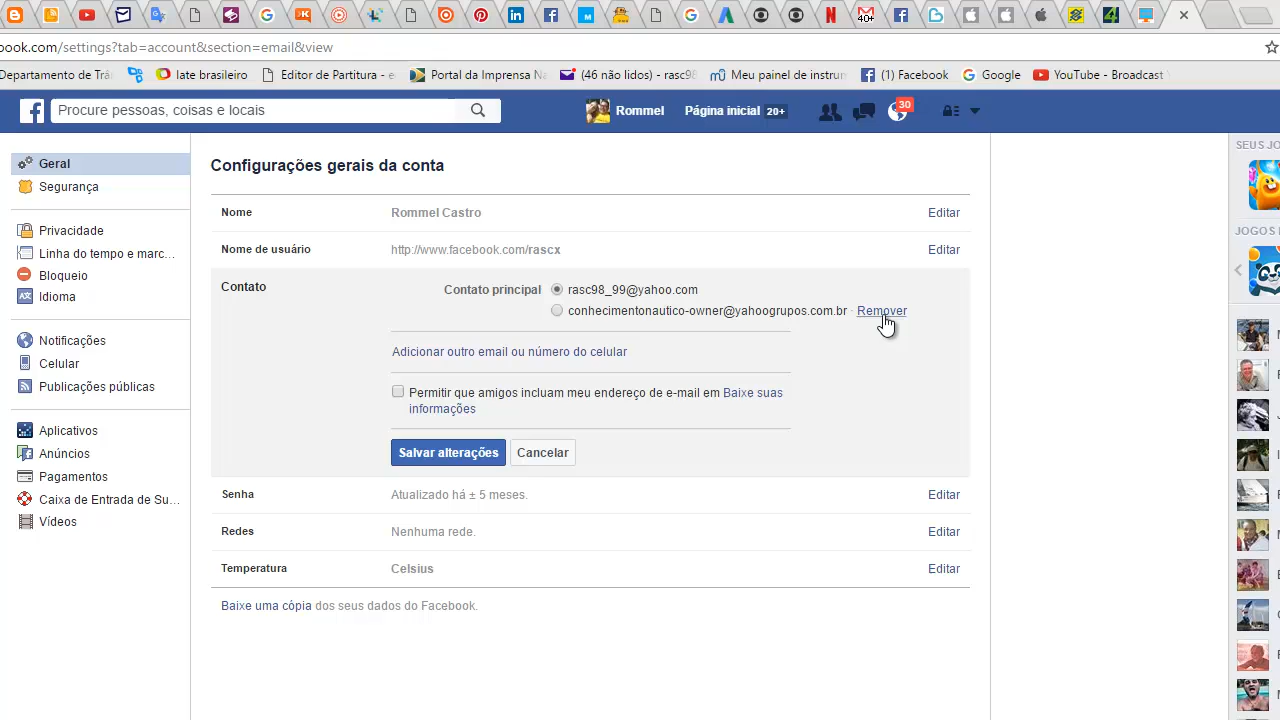 40+
book.com/settings?tab=account&section=email&view
Departamento de Trâ
Iate brasileiro
Editor de Partitura - e
Portal da Imprensa Na
(46 não lidos) - rasc98
Meu painel de instrum
(1) Facebook
Google
YouTube - Broadcast
Procure pessoas, coisas e locais
Rommel
Página inicial 20+
30
Geral
Segurança
Privacidade
Linha do tempo e marc...
Bloqueio
Idioma
Notificações
Celular
Publicações públicas
Aplicativos
Anúncios
Pagamentos
Caixa de Entrada de Su...
Vídeos
Configurações gerais da conta
Nome Rommel Castro Editar
Nome de usuário http://www.facebook.com/rascx Editar
Contato Contato principal rasc98_99@yahoo.com
conhecimentonautico-owner@yahoogrupos.com.br · Remover
Adicionar outro email ou número do celular
Permitir que amigos incluam meu endereço de e-mail em Baixe suas
informações
Salvar alterações Cancelar
Senha Atualizado há ± 5 meses. Editar
Redes Nenhuma rede. Editar
Temperatura Celsius Editar
Baixe uma cópia dos seus dados do Facebook.
SEUS JO
JOGOS